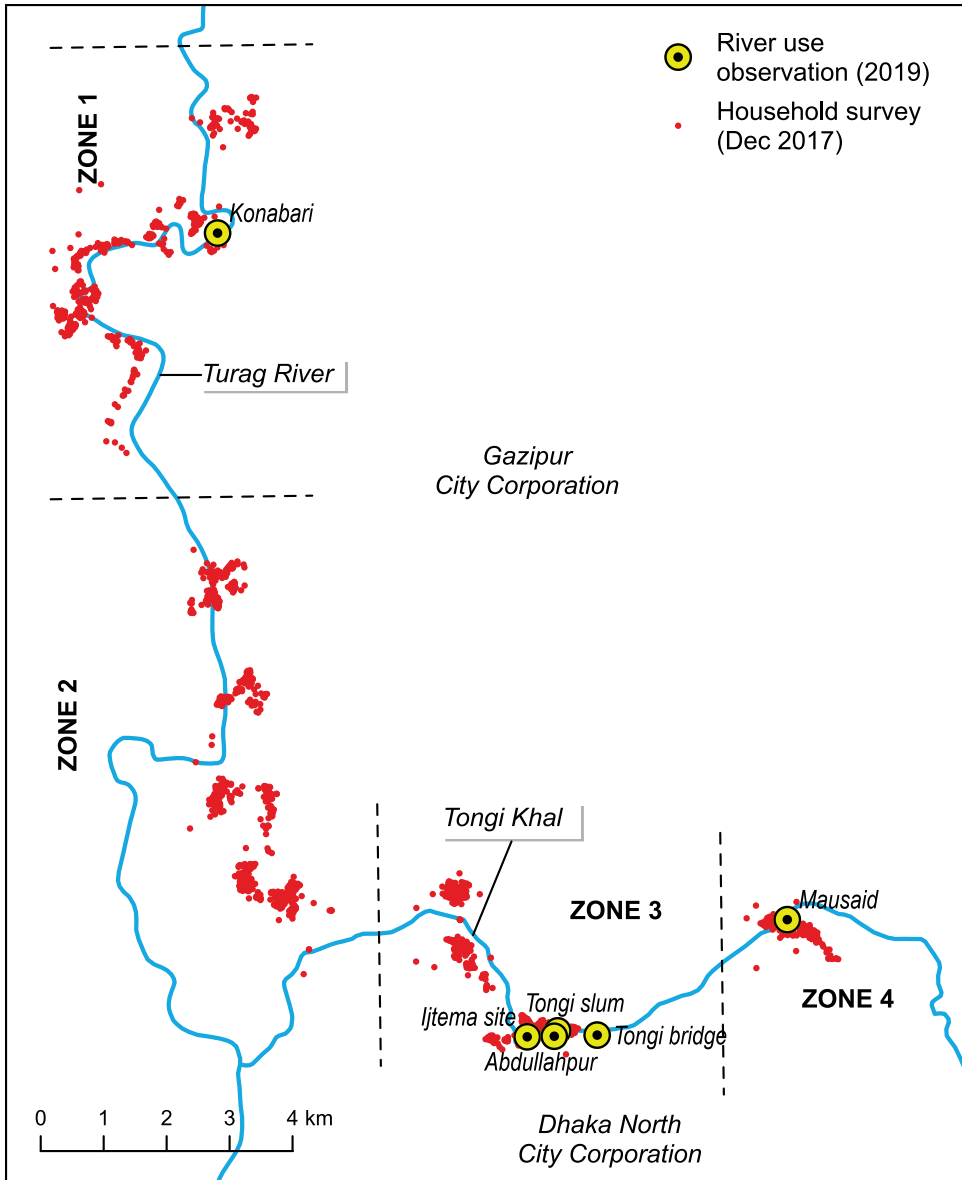 River use
observation (2019)
Household survey
(Dec 2017)
ZONE 1
Konabari
Turag River
Gazipur
City Corporation
ZONE 2
Tongi Khal
ZONE 3
Mausaid
ZONE 4
Tongi slum
Ijtema site
Tongi bridge
Abdullahpur
0 1 2 3 4 km
Dhaka North
City Corporation